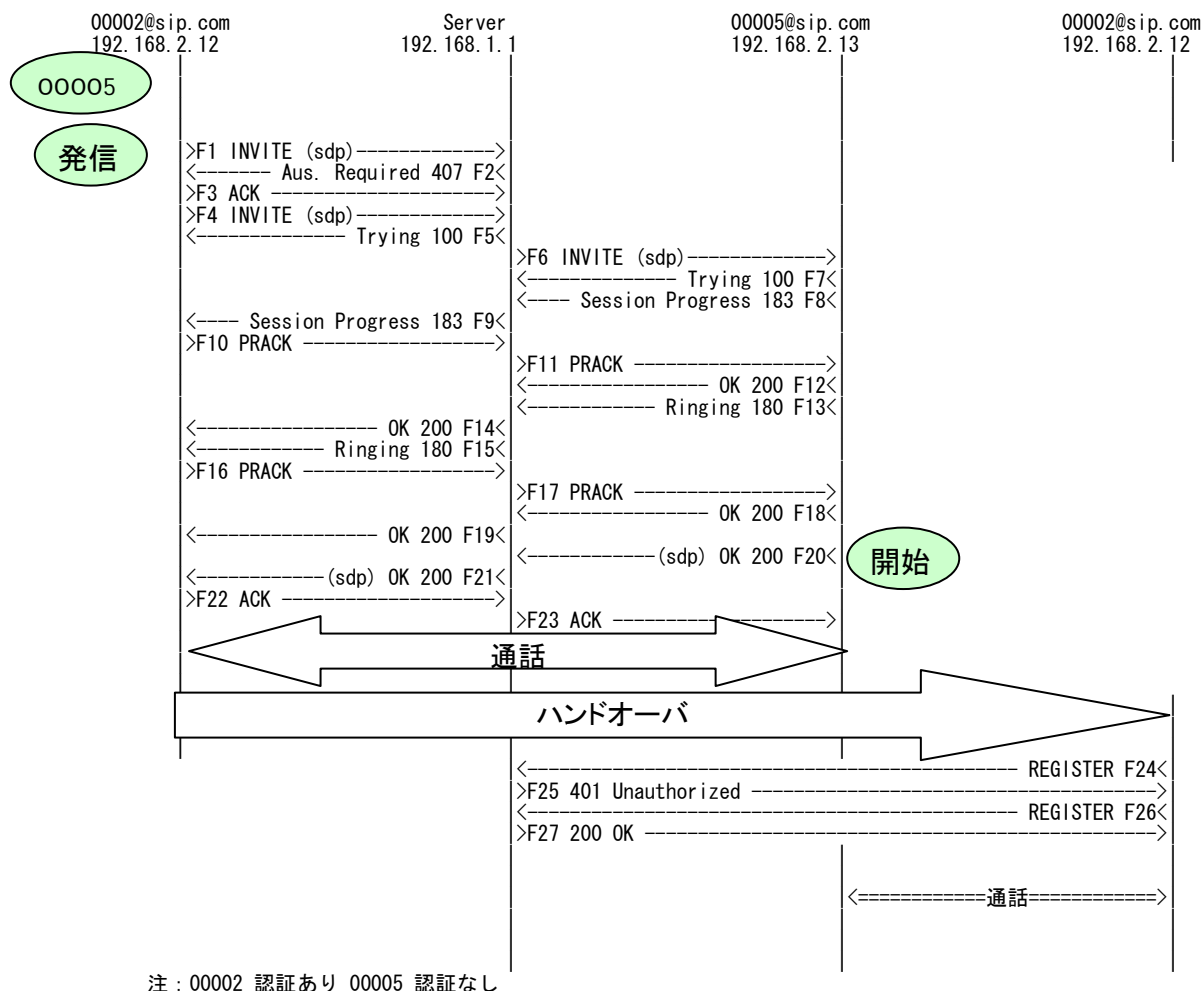 00002@sip.com Server 00005@sip.com 00002@sip.com
192.168.2.12 192.168.1.1 192.168.2.13 192.168.2.12
00005
発信
>F1 INVITE (sdp)------------->
<------- Aus. Required 407 F2<
>F3 ACK --------------------->
>F4 INVITE (sdp)------------->
<-------------- Trying 100 F5<
>F6 INVITE (sdp)------------->
<-------------- Trying 100 F7<
<---- Session Progress 183 F8<
<---- Session Progress 183 F9<
>F10 PRACK ------------------>
>F11 PRACK ------------------>
<----------------- OK 200 F12<
<------------ Ringing 180 F13<
<----------------- OK 200 F14<
<------------ Ringing 180 F15<
>F16 PRACK ------------------>
>F17 PRACK ------------------>
<----------------- OK 200 F18<
<----------------- OK 200 F19<
<------------(sdp) OK 200 F20<
開始
<------------(sdp) OK 200 F21<
>F22 ACK -------------------->
>F23 ACK -------------------->
通話
ハンドオーバ
<----------------------------------------------- REGISTER F24<
>F25 401 Unauthorized --------------------------------------->
<----------------------------------------------- REGISTER F26<
>F27 200 OK ------------------------------------------------->
<============通話============>
注：00002 認証あり 00005 認証なし